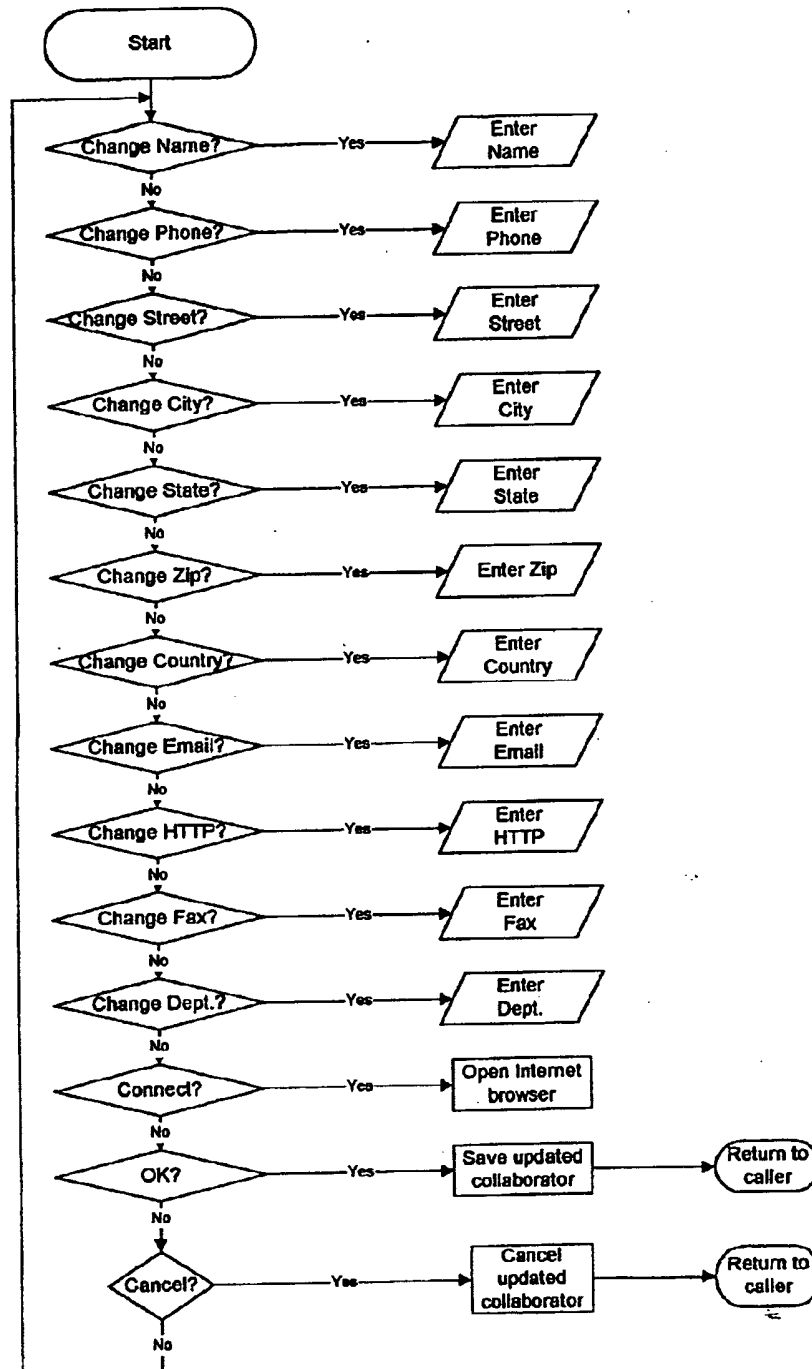 Start
Change Name?
Yes
Enter
Name
No
Change Phone?
Yes
Enter
Phone
No
Change Street?
Yes
Enter
Street
No
Change City?
Yes
Enter
City
No
Change State?
Yes
Enter
State
No
Change Zip?
Yes
Enter Zip
No
Change Country?
Yes
Enter
Country
No
Change Email?
Yes
Enter
Email
No
Change HTTP?
Yes
Enter
HTTP
No
Change Fax?
Yes
Enter
Fax
No
Change Dept.?
Yes
Enter
Dept.
No
Connect?
Yes
Open Internet
browser
No
OK?
Yes
Save updated
collaborator
Return to
caller
No
Cancel?
Yes
Cancel
updated
collaborator
Return to
caller
No